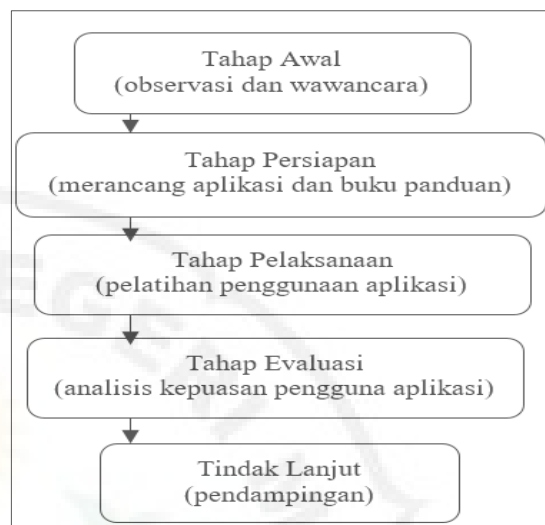 Tahap Awal
(observasi dan wawancara)
Tahap Persiapan
(merancang aplikasi dan buku panduan)
Tahap Pelaksanaan
(pelatihan penggunaan aplikasi)
Tahap Evaluasi
(analisis kepuasan pengguna aplikasi)
Tindak Lanjut
(pendampingan)